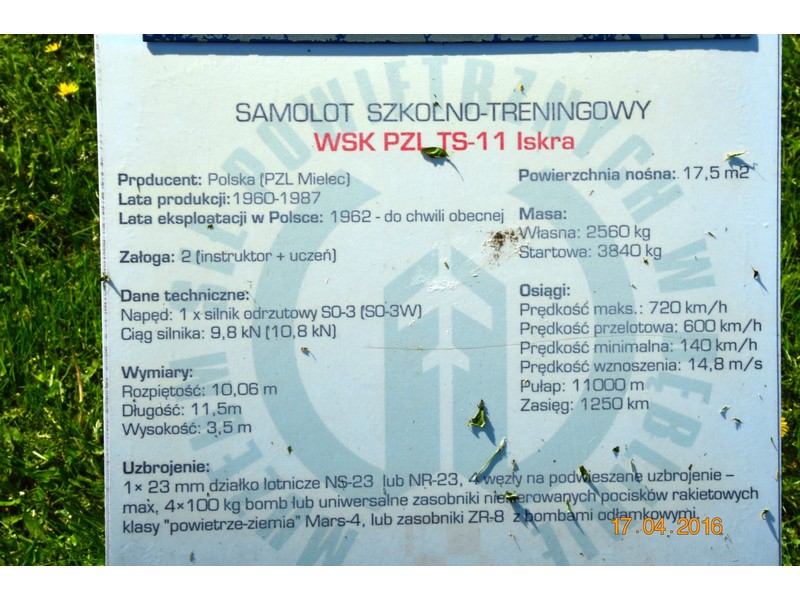 SAMOLOT SZKOLNO-TRENINGOWY
WSK PZL TS-11 Iskra
Producent: Polska (PZL Mielec)
Lata produkcji: 1960-1987
Lata eksploatacji w Polsce: 1962 - do chwili obecnej
Załoga: 2 (instruktor + uczeń)
Dane techniczne:
Napęd: 1 x silnik odrzutowy SO-3 (SO-3W)
Ciąg silnika: 9,8 kN (10,8 kN)
Wymiary:
Rozpiętość: 10,06 m
Długość: 11,5m
Wysokość: 3,5 m
Powierzchnia nośna: 17,5 m2
Masa:
Własna: 2560 kg
Startowa: 3840 kg
Osiągi:
Prędkość maks.: 720 km/h
Prędkość przelotowa: 600 km/h
Prędkość minimalna: 140 km/h
Prędkość wznoszenia: 14,8 m/s
Pułap: 11000 m
Zasięg: 1250 km
Uzbrojenie:
1× 23 mm działko lotnicze NS-23 lub NR-23, 4 węzły na podwieszane uzbrojenie –
max, 4×100 kg bomb lub uniwersalne zasobniki niekierowanych pocisków rakietowych
klasy "powietrze-ziemia" Mars-4, lub zasobniki ZR-8 z bombami odłamkowymi
17.04.2016